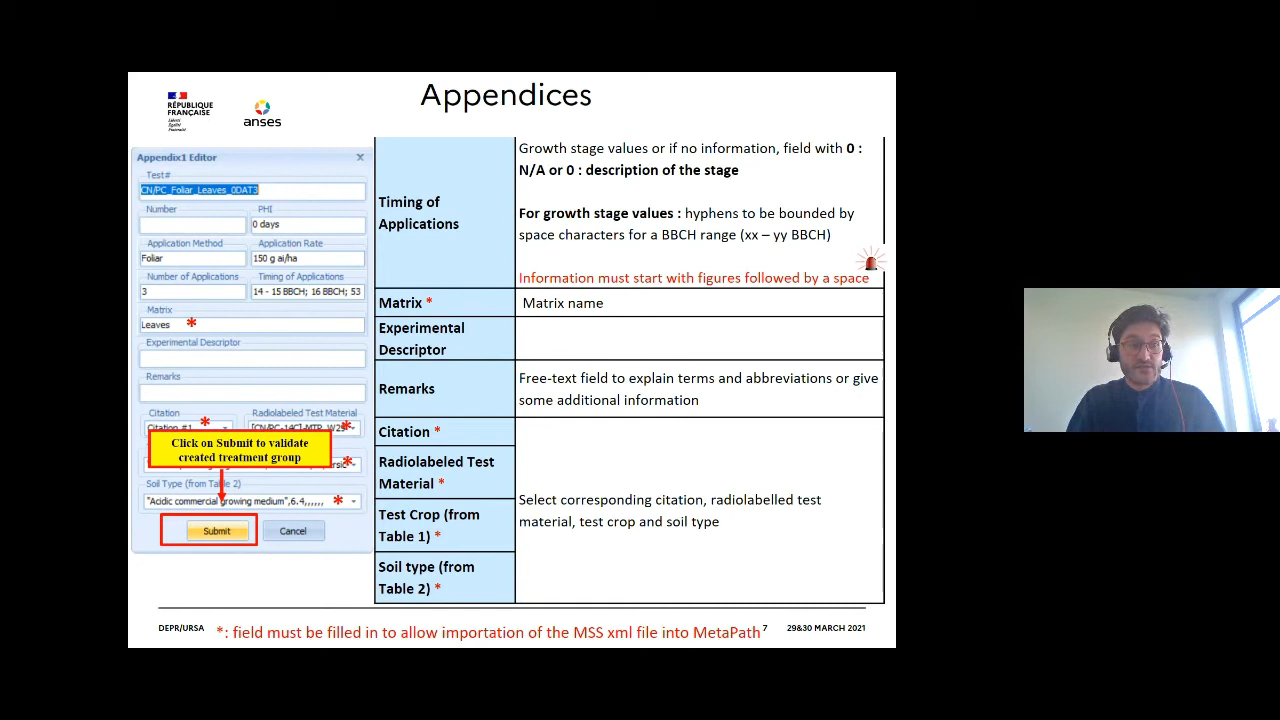 Appendices
RÉPUBLIQUE
FRANÇAISE
Liberté
Égalité
Fraternité
anses
Appendix1 Editor
Test#
CN/PC_Foliar_Leaves_0DAT3
Number
PHI
0 days
Application Method
Application Rate
Foliar
150 g ai/ha
Number of Applications
Timing of Applications
3
14 - 15 BBCH; 16 BBCH; 53
Matrix
Leaves *
Experimental Descriptor
Remarks
Citation
Radiolabeled Test Material
Citation #1 *
[CN/PC-14C]-MTP_W29 *
Click on Submit to validate
created treatment group
*
Soil Type (from Table 2)
"Acidic commercial growing medium",6.4,,,,,, *
Submit
Cancel
Timing of
Applications
Growth stage values or if no information, field with 0 :
N/A or 0 : description of the stage
For growth stage values : hyphens to be bounded by
space characters for a BBCH range (xx – yy BBCH)
Information must start with figures followed by a space
Matrix *
Matrix name
Experimental
Descriptor
Remarks
Free-text field to explain terms and abbreviations or give
some additional information
Citation *
Radiolabeled Test
Material *
Test Crop (from
Table 1) *
Soil type (from
Table 2) *
Select corresponding citation, radiolabelled test
material, test crop and soil type
DEPR/URSA
*: field must be filled in to allow importation of the MSS xml file into MetaPath
7
29&30 MARCH 2021